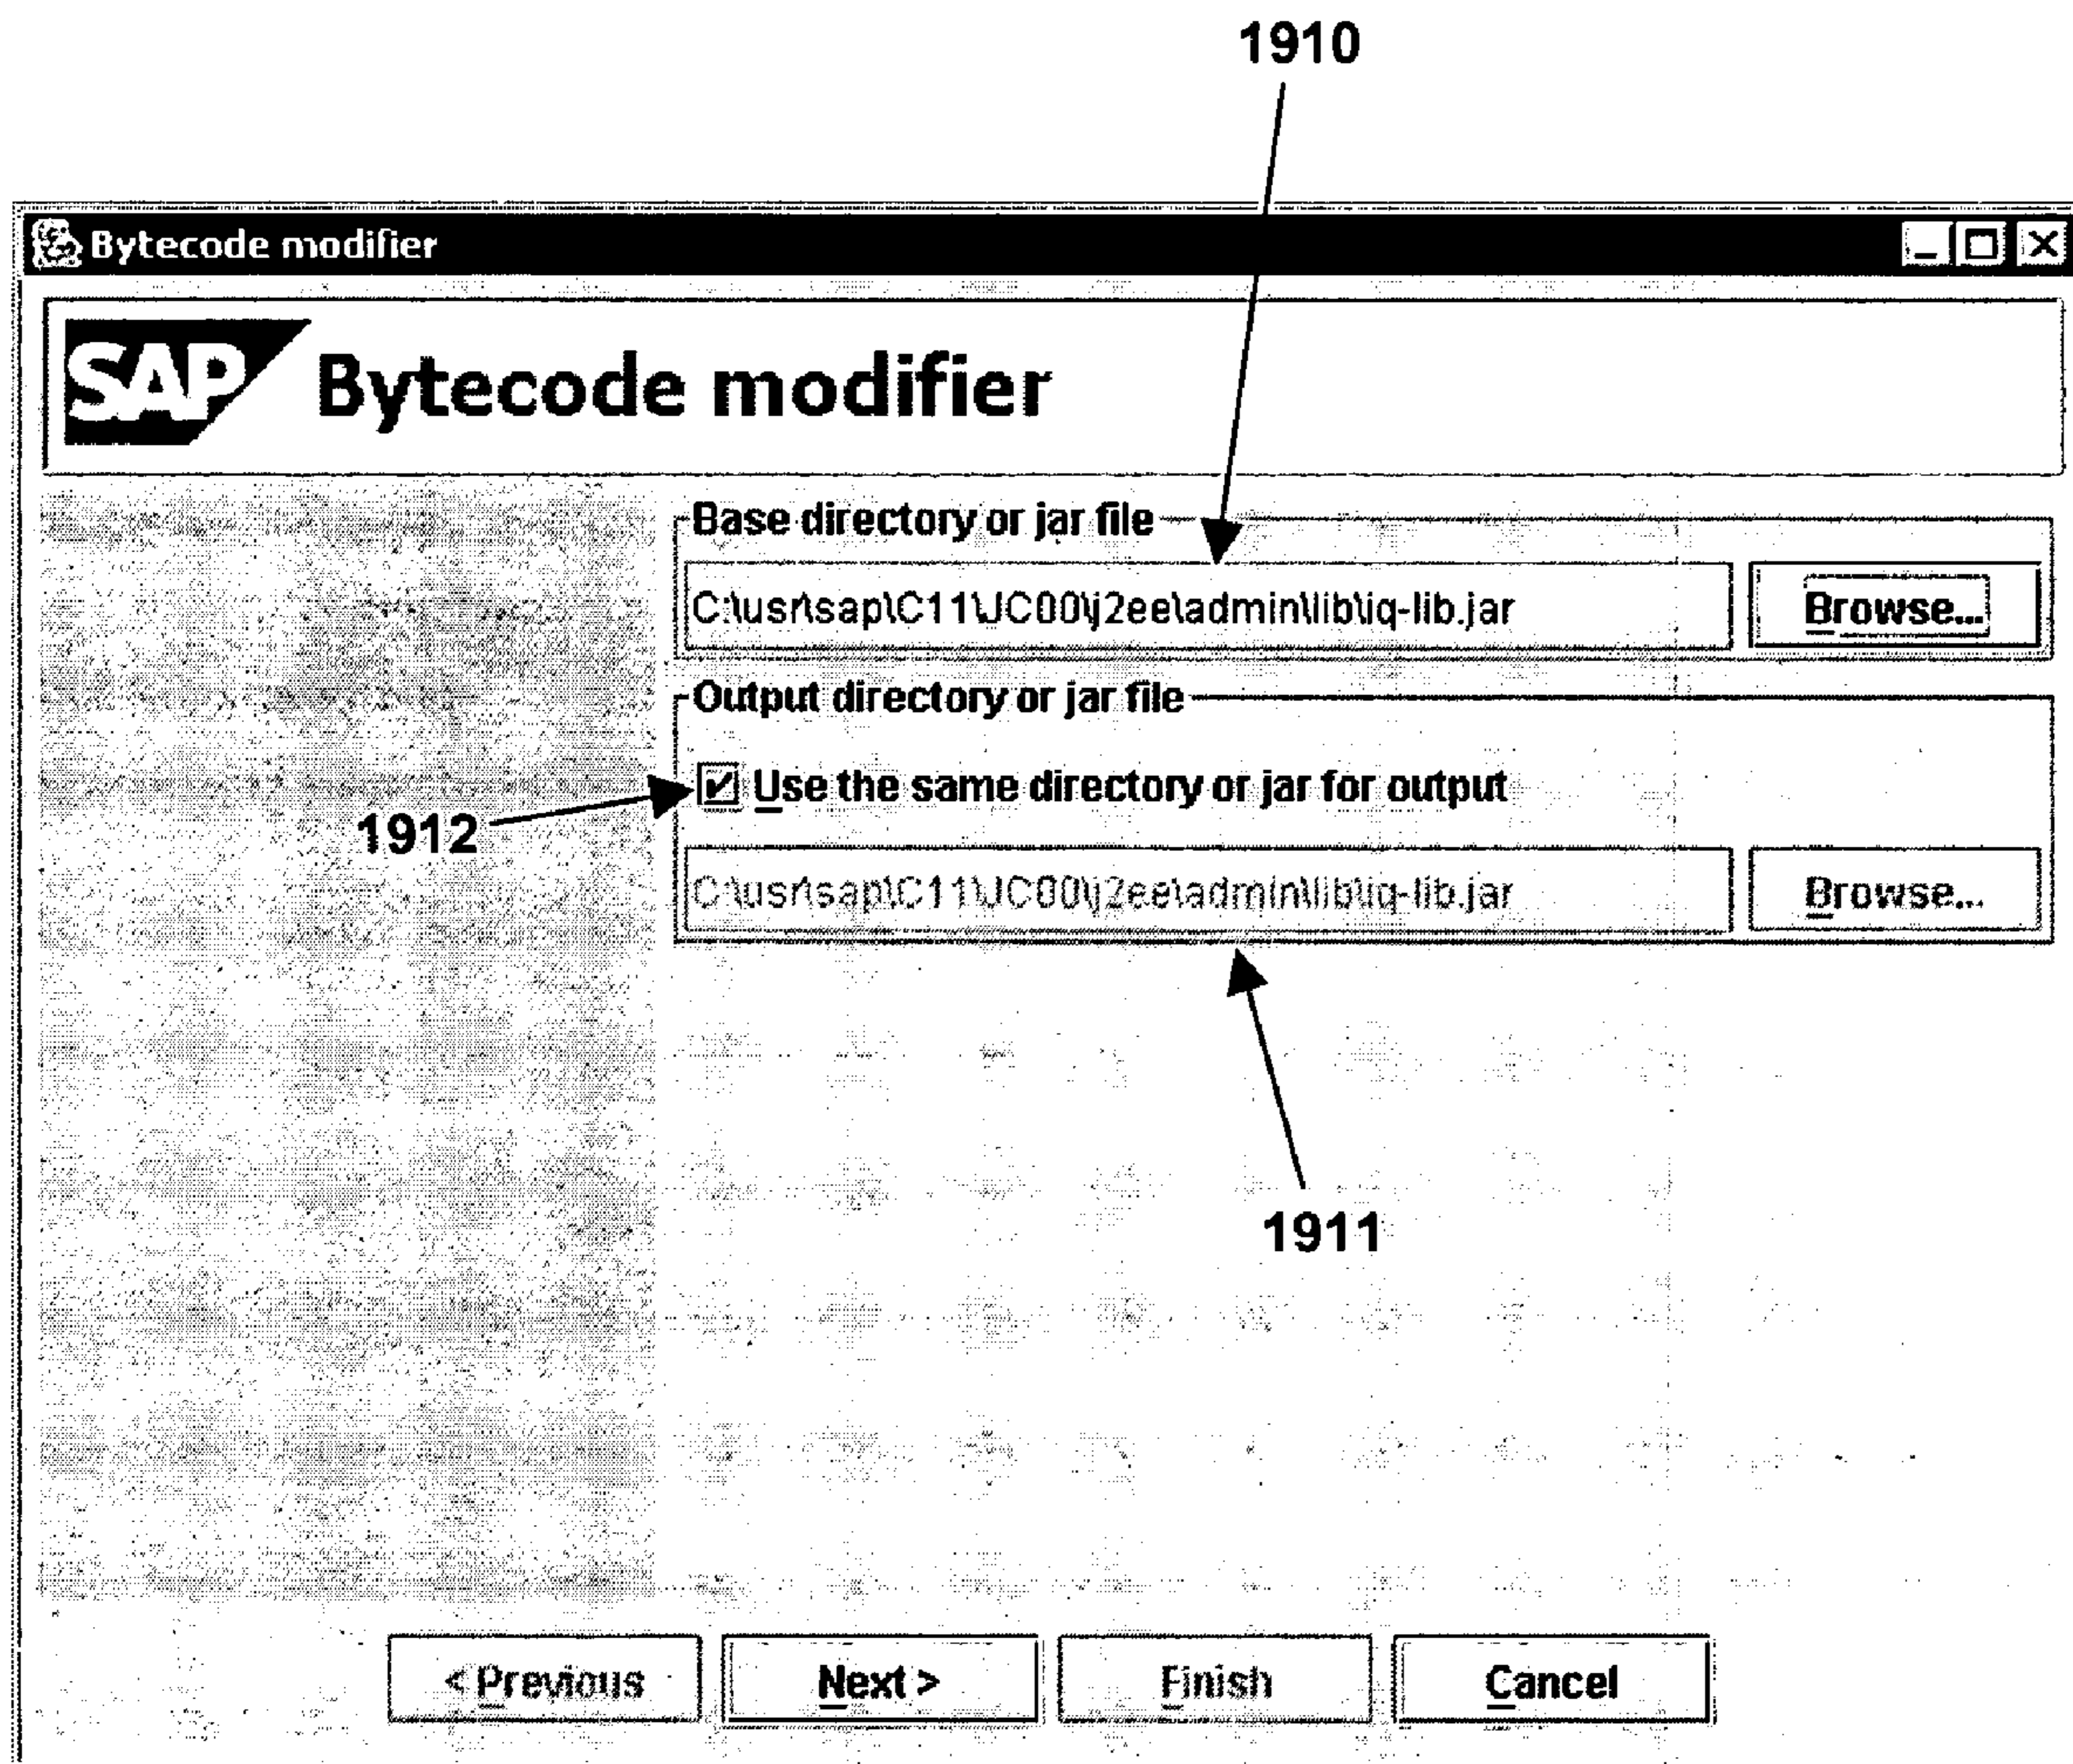 1910
Bytecode modifier
SAP Bytecode modifier
Base directory or jar file
C:\usr\sap\C11\JC00\j2ee\admin\lib\iq-lib.jar Browse...
Output directory or jar file
Use the same directory or jar for output
1912
C:\usr\sap\C11\JC00\j2ee\admin\lib\iq-lib.jar Browse...
1911
< Previous Next > Finish Cancel